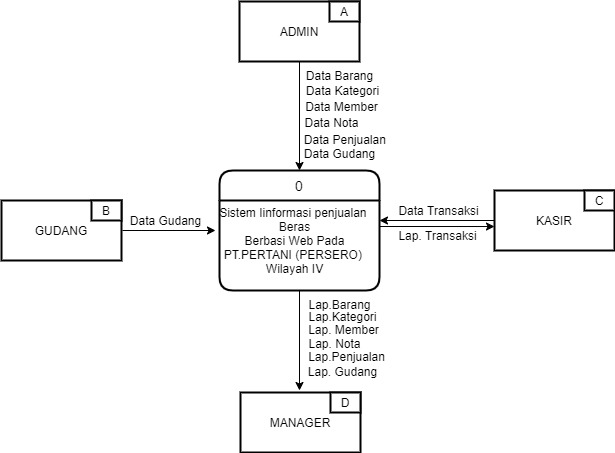 A
ADMIN
Data Barang
Data Kategori
Data Member
Data Nota
Data Penjualan
Data Gudang
0
Sistem Iinformasi penjualan
Beras
Berbasi Web Pada
PT.PERTANI (PERSERO)
Wilayah IV
B
GUDANG
Data Gudang
Data Transaksi
Lap. Transaksi
C
KASIR
Lap.Barang
Lap.Kategori
Lap. Member
Lap. Nota
Lap.Penjualan
Lap. Gudang
D
MANAGER